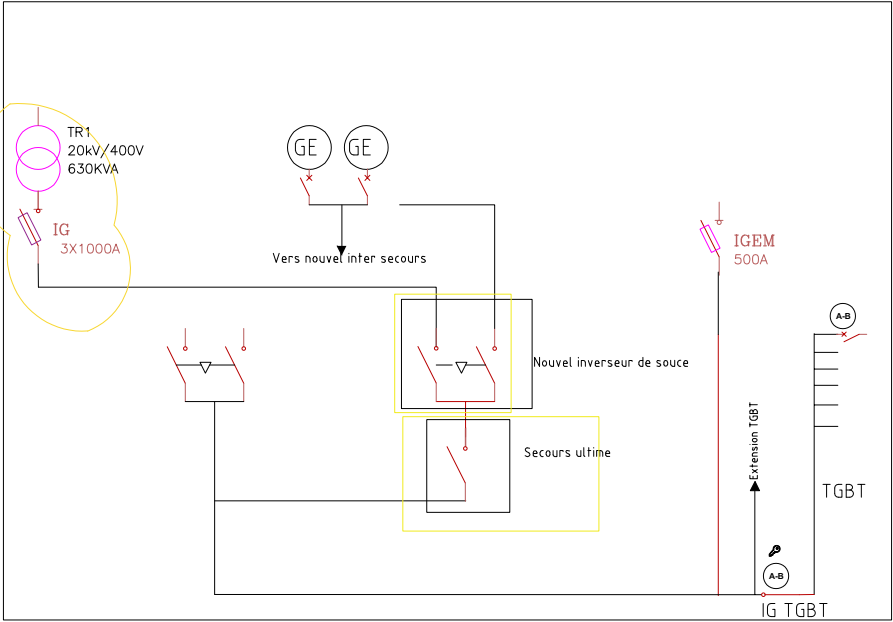 TR1
20kV/400V
630KVA
IG
3X1000A
GE
GE
Vers nouvel inter secours
IGEM
500A
A-B
Nouvel inverseur de souce
Secours ultime
Extension TGBT
TGBT
A-B
IG TGBT